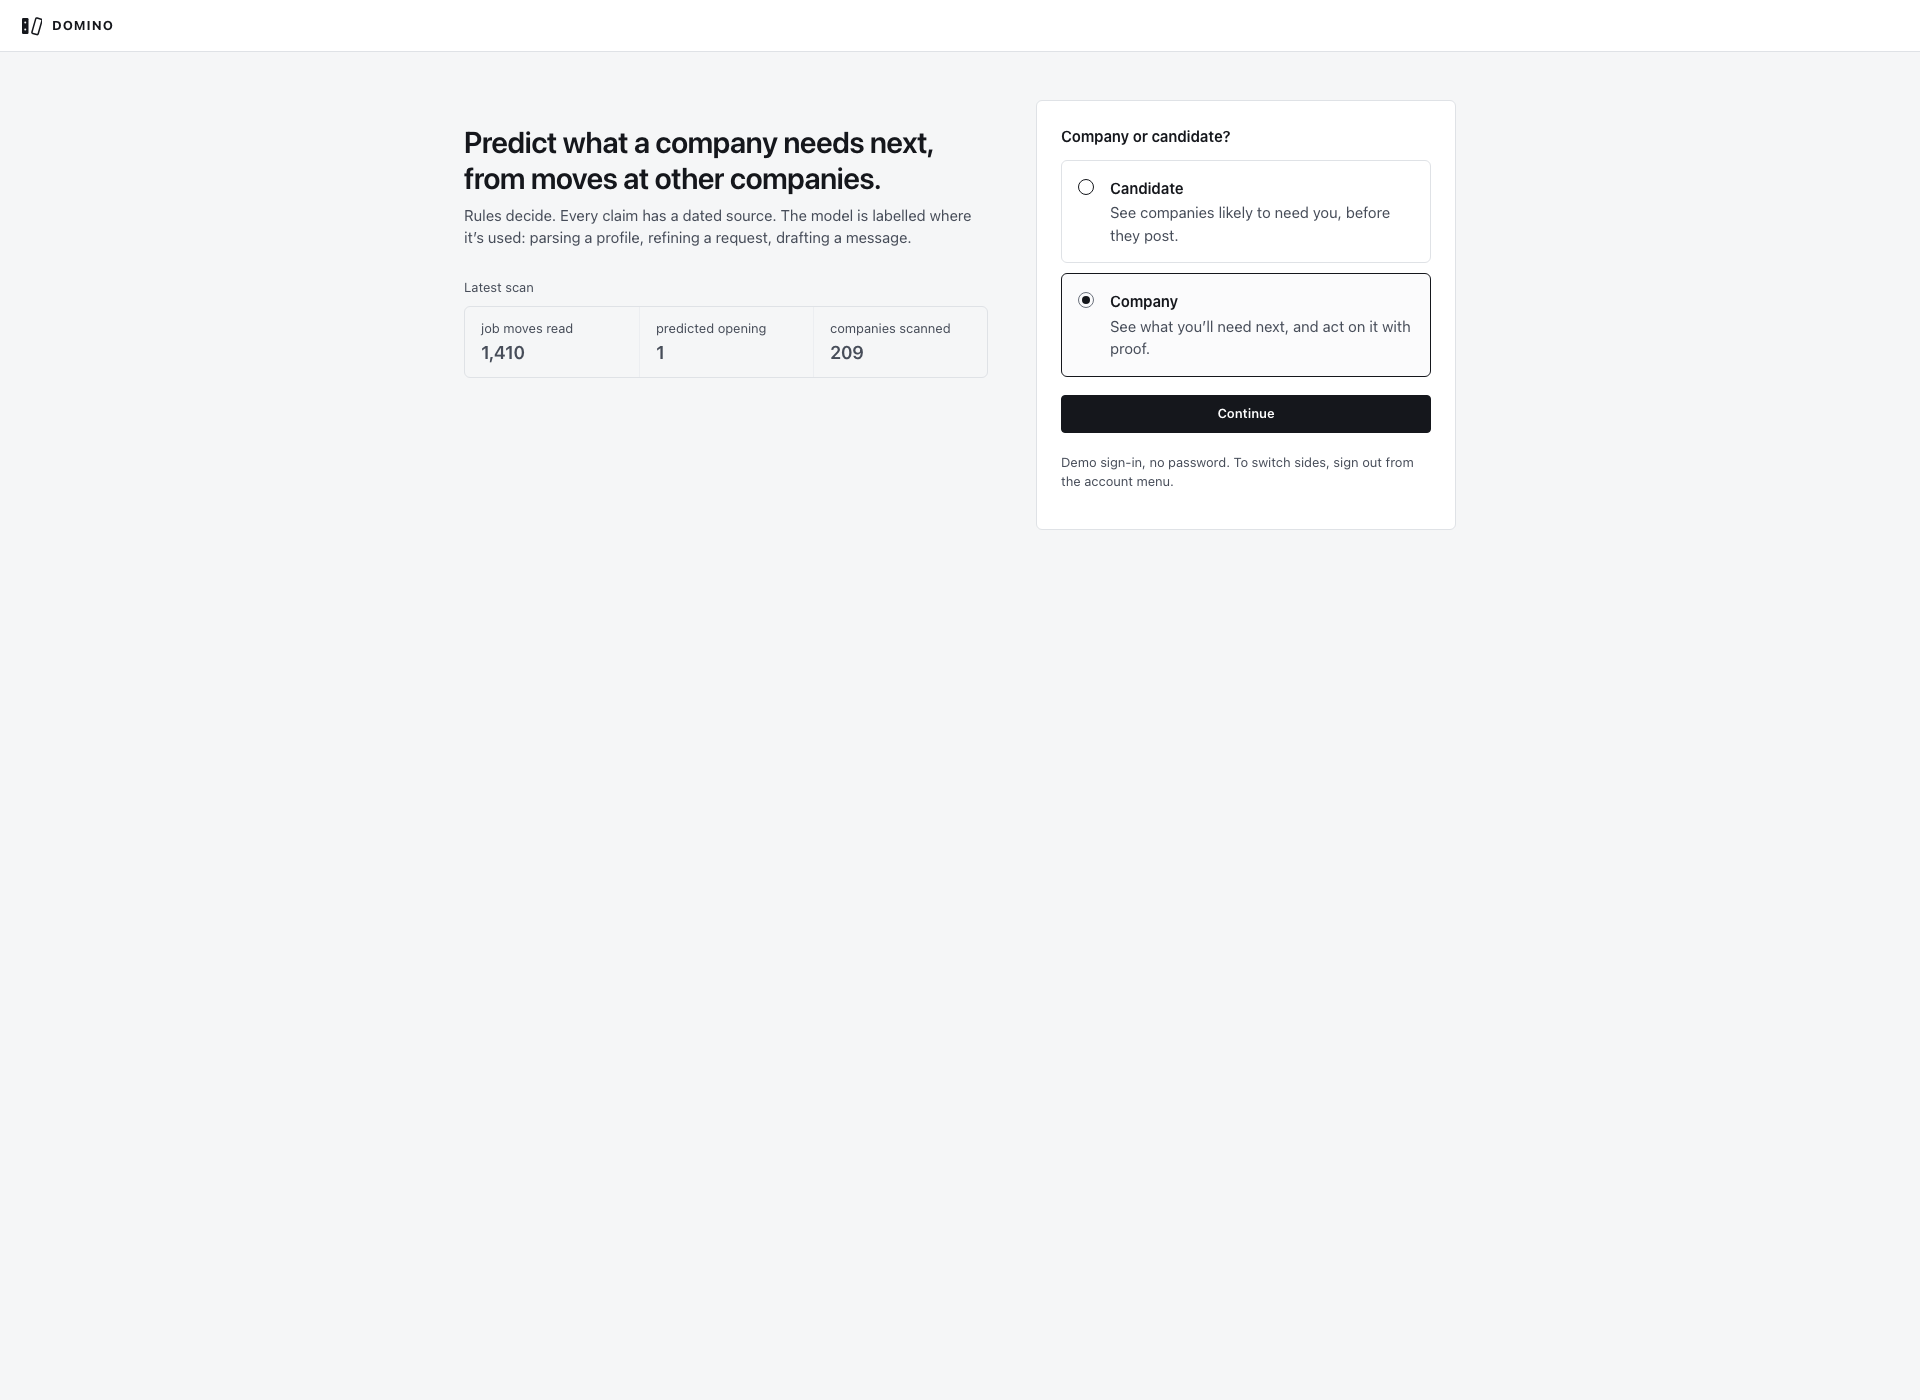 DOMINO
Predict what a company needs next,
from moves at other companies.
Rules decide. Every claim has a dated source. The model is labelled where
it’s used: parsing a profile, refining a request, drafting a message.
Latest scan
job moves read
1,410
predicted opening
1
companies scanned
209
Company or candidate?
Candidate
See companies likely to need you, before
they post.
Company
See what you’ll need next, and act on it with
proof.
Continue
Demo sign-in, no password. To switch sides, sign out from
the account menu.